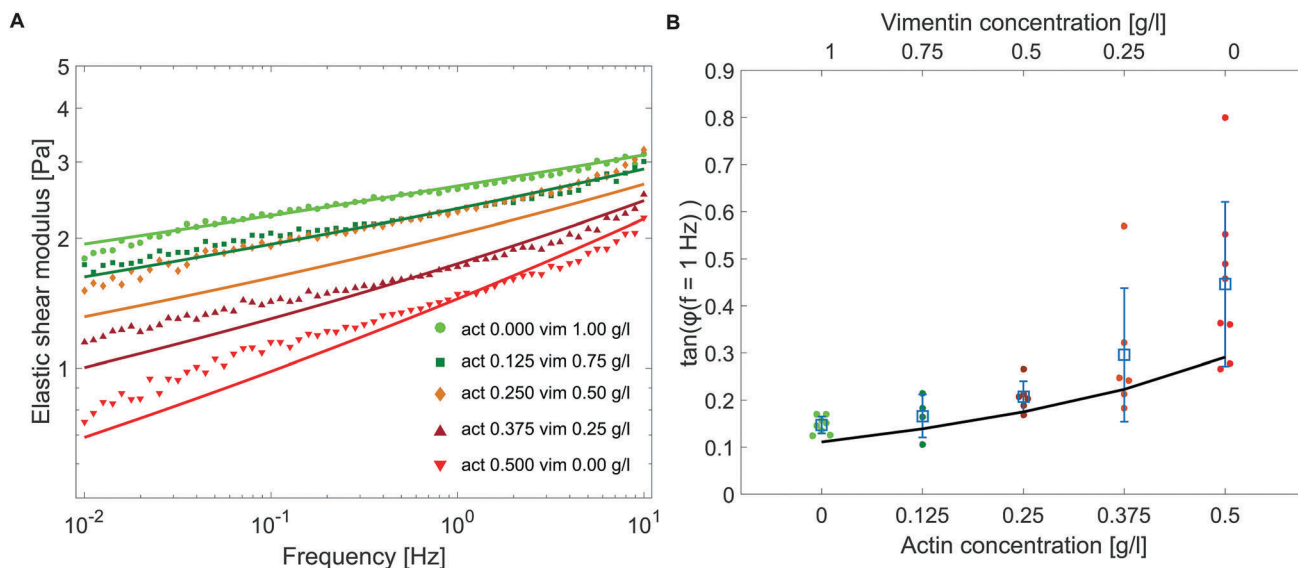 A
Elastic shear modulus [Pa]
5
4
3
2
1
10⁻²
10⁻¹
10⁰
10¹
Frequency [Hz]
act 0.000 vim 1.00 g/l
act 0.125 vim 0.75 g/l
act 0.250 vim 0.50 g/l
act 0.375 vim 0.25 g/l
act 0.500 vim 0.00 g/l
B
Vimentin concentration [g/l]
1
0.75
0.5
0.25
0
tan(φ(f = 1 Hz) )
0.9
0.8
0.7
0.6
0.5
0.4
0.3
0.2
0.1
0
0
0.125
0.25
0.375
0.5
Actin concentration [g/l]